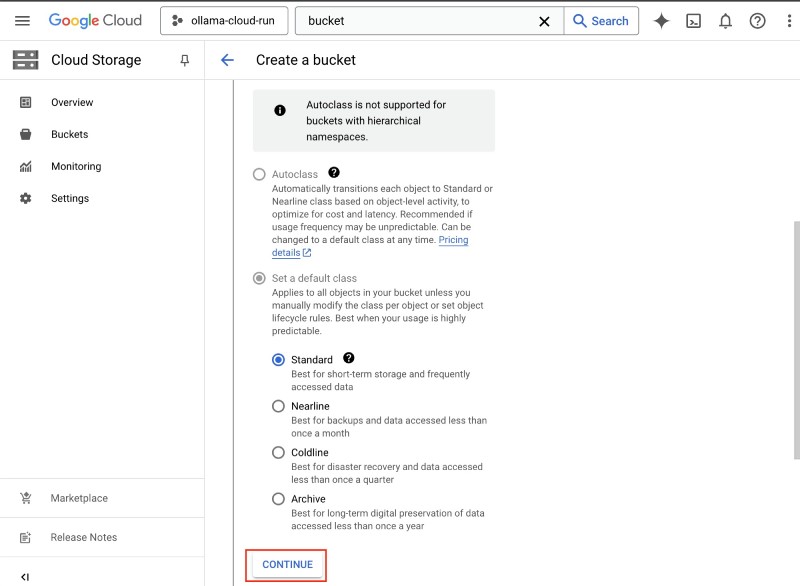 Google Cloud
ollama-cloud-run
bucket
Search
Cloud Storage
Create a bucket
Overview
Buckets
Monitoring
Settings
Marketplace
Release Notes
Autoclass is not supported for
buckets with hierarchical
namespaces.
Autoclass
Automatically transitions each object to Standard or
Nearline class based on object-level activity, to
optimize for cost and latency. Recommended if
usage frequency may be unpredictable. Can be
changed to a default class at any time. Pricing
details
Set a default class
Applies to all objects in your bucket unless you
manually modify the class per object or set object
lifecycle rules. Best when your usage is highly
predictable.
Standard
Best for short-term storage and frequently
accessed data
Nearline
Best for backups and data accessed less than
once a month
Coldline
Best for disaster recovery and data accessed
less than once a quarter
Archive
Best for long-term digital preservation of data
accessed less than once a year
CONTINUE